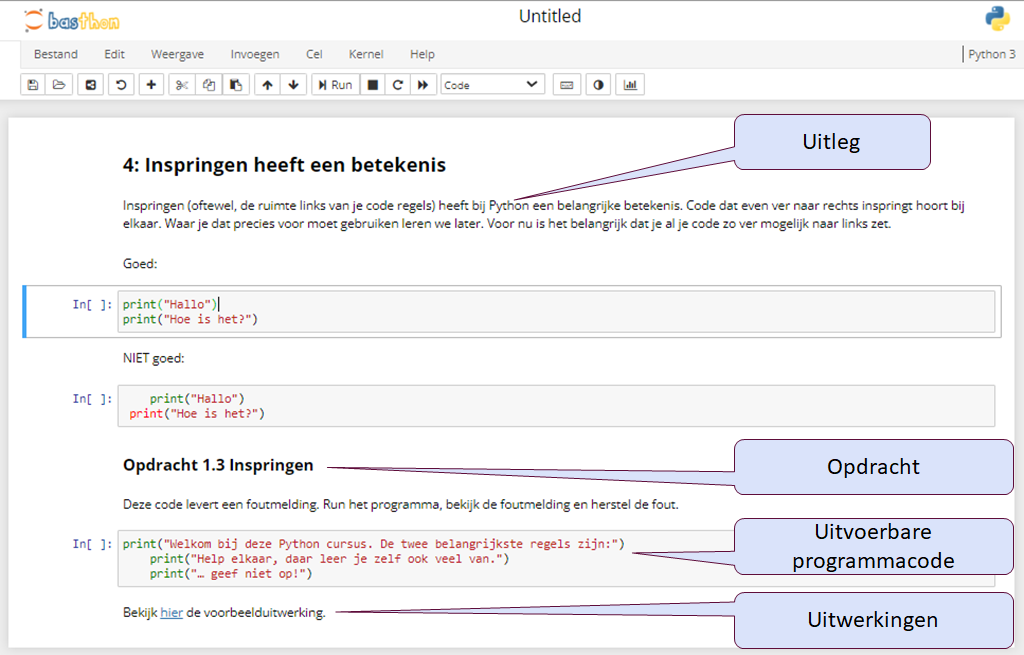 basthon
Untitled
Bestand Edit Weergave Invoegen Cel Kernel Help
Python 3
Run
Code
Uitleg
4: Inspringen heeft een betekenis
Inspringen (oftewel, de ruimte links van je code regels) heeft bij Python een belangrijke betekenis. Code dat even ver naar rechts inspringt hoort bij
elkaar. Waar je dat precies voor moet gebruiken leren we later. Voor nu is het belangrijk dat je al je code zo ver mogelijk naar links zet.
Goed:
In[ ]: print("Hallo")
print("Hoe is het?")
NIET goed:
In[ ]:     print("Hallo")
 print("Hoe is het?")
Opdracht 1.3 Inspringen
Opdracht
Deze code levert een foutmelding. Run het programma, bekijk de foutmelding en herstel de fout.
In[ ]: print("Welkom bij deze Python cursus. De twee belangrijkste regels zijn:")
    print("Help elkaar, daar leer je zelf ook veel van.")
    print("… geef niet op!")
Uitvoerbare
programmacode
Bekijk hier de voorbeelduitwerking.
Uitwerkingen